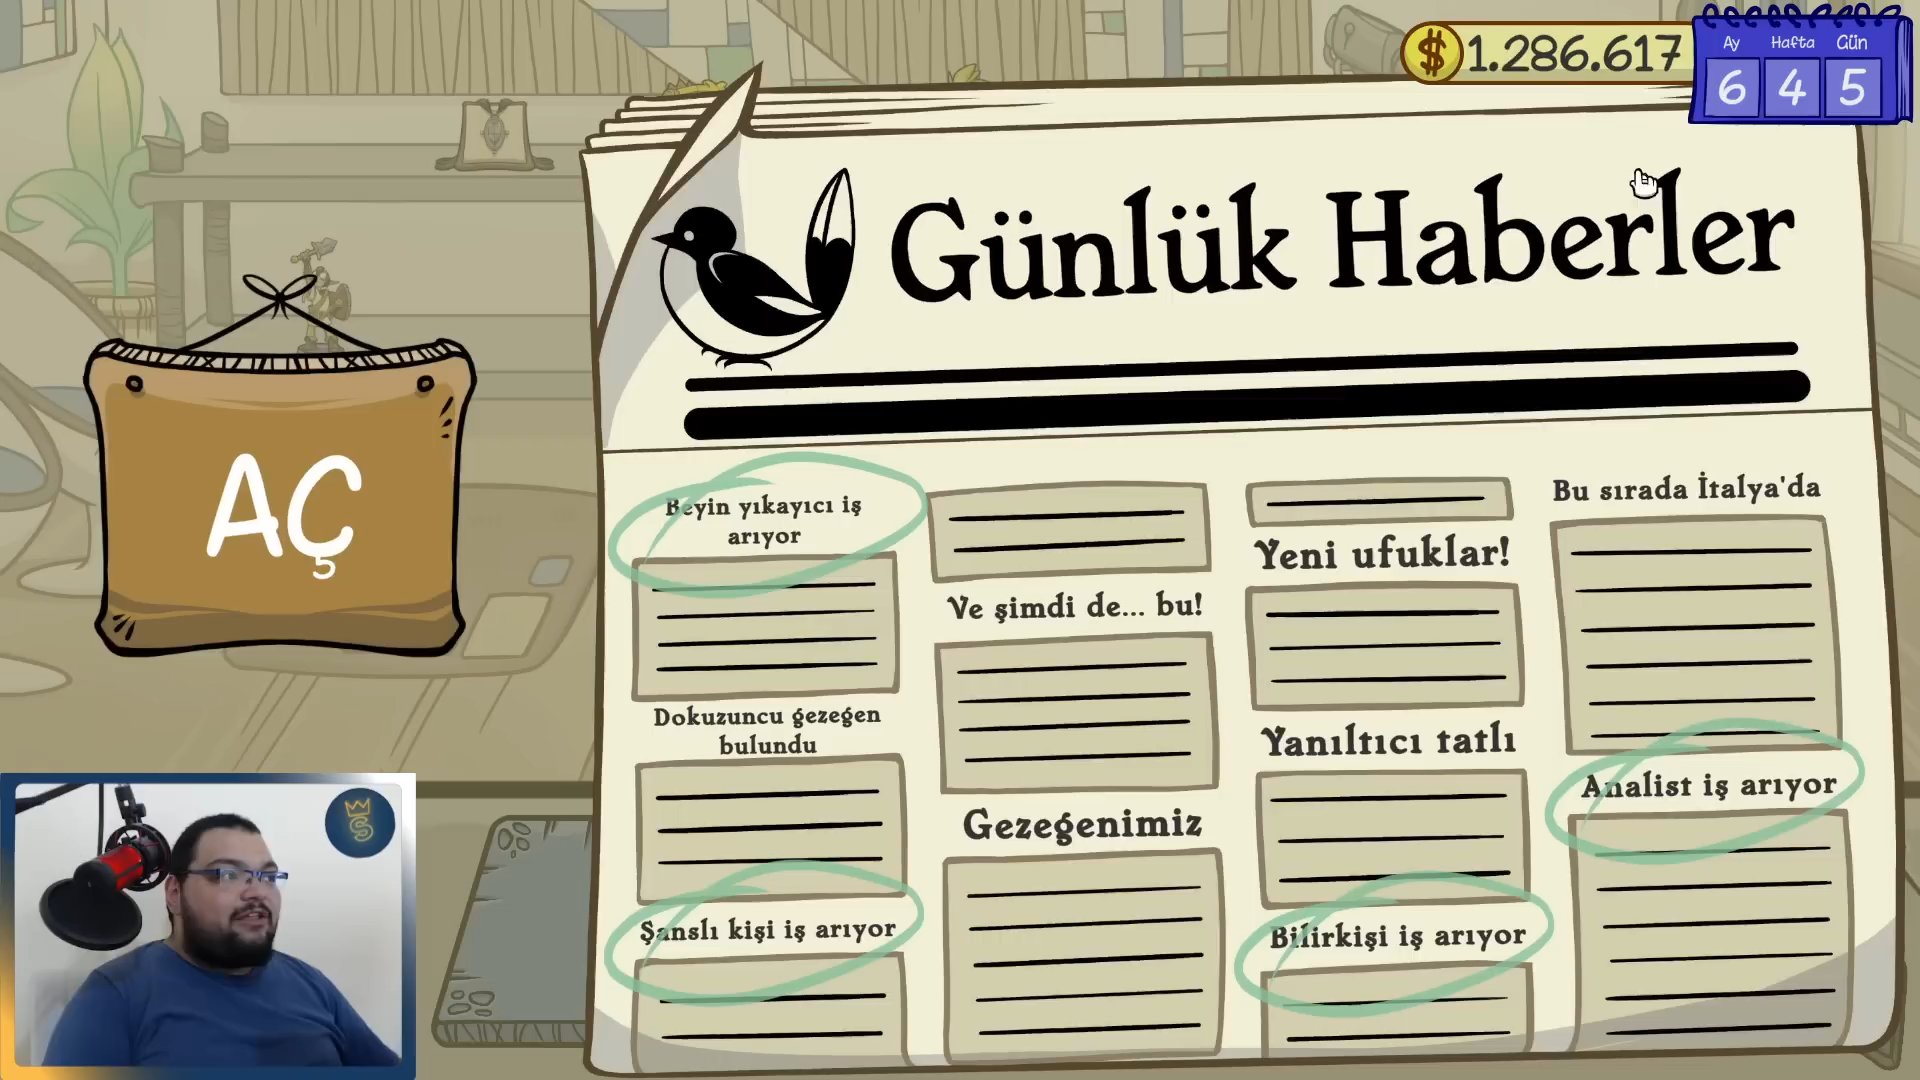 $ 1.286.617
Ay Hafta Gün
6 4 5
Günlük Haberler
AÇ
Beyin yıkayıcı iş
arıyor
Dokuzuncu gezegen
bulundu
Şanslı kişi iş arıyor
Ve şimdi de... bu!
Gezegenimiz
Yeni ufuklar!
Yanıltıcı tatlı
Bilirkişi iş arıyor
Bu sırada İtalya'da
Analist iş arıyor
S